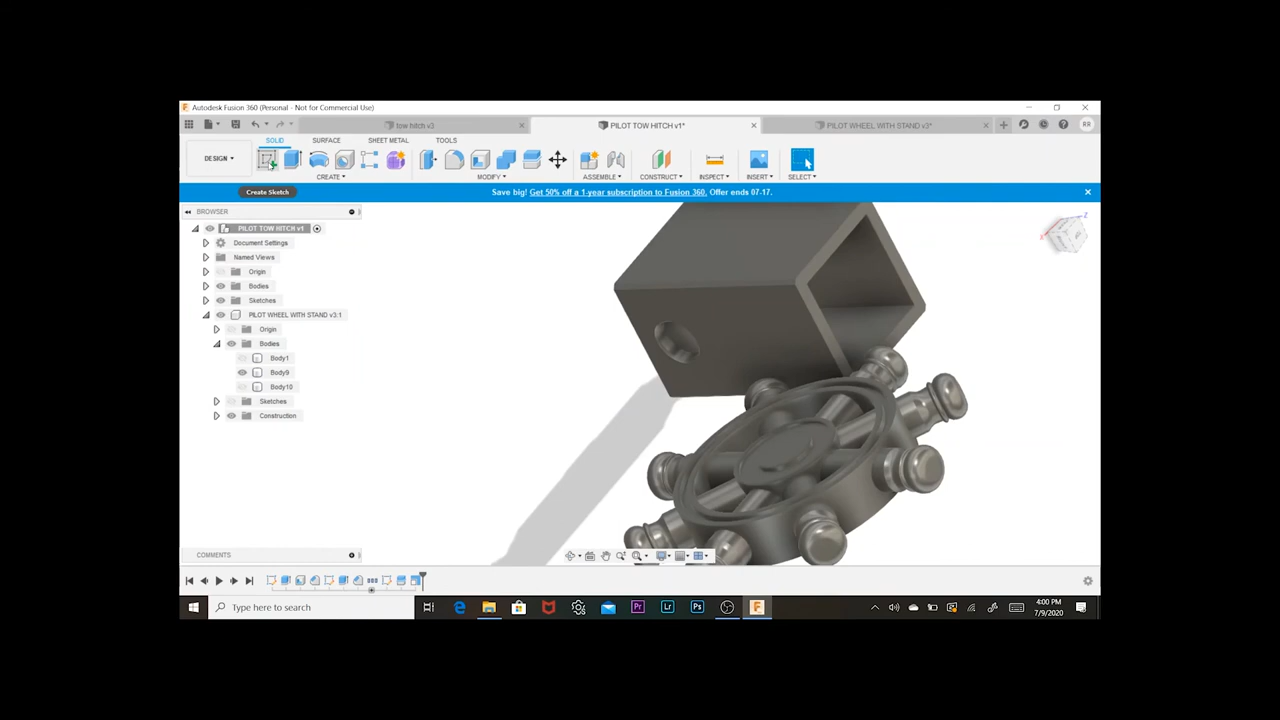 Autodesk Fusion 360 (Personal - Not for Commercial Use)
tow hitch v3
PILOT TOW HITCH v1*
PILOT WHEEL WITH STAND v3*
RR
SOLID
SURFACE
SHEET METAL
TOOLS
DESIGN
CREATE
MODIFY
ASSEMBLE
CONSTRUCT
INSPECT
INSERT
SELECT
Create Sketch
Save big! Get 50% off a 1-year subscription to Fusion 360. Offer ends 07-17.
BROWSER
PILOT TOW HITCH v1
Document Settings
Named Views
Origin
Bodies
Sketches
PILOT WHEEL WITH STAND v3:1
Origin
Bodies
Body1
Body9
Body10
Sketches
Construction
X
Z
COMMENTS
Type here to search
Pr
Lr
Ps
F
4:00 PM
7/9/2020